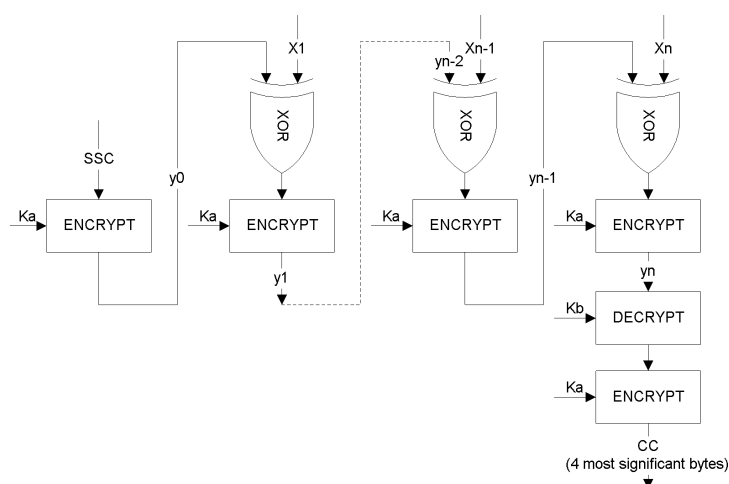 X1
Xn-1
yn-2
Xn
XOR
XOR
XOR
SSC
y0
yn-1
Ka
ENCRYPT
Ka
ENCRYPT
Ka
ENCRYPT
Ka
ENCRYPT
y1
yn
Kb
DECRYPT
Ka
ENCRYPT
CC
(4 most significant bytes)